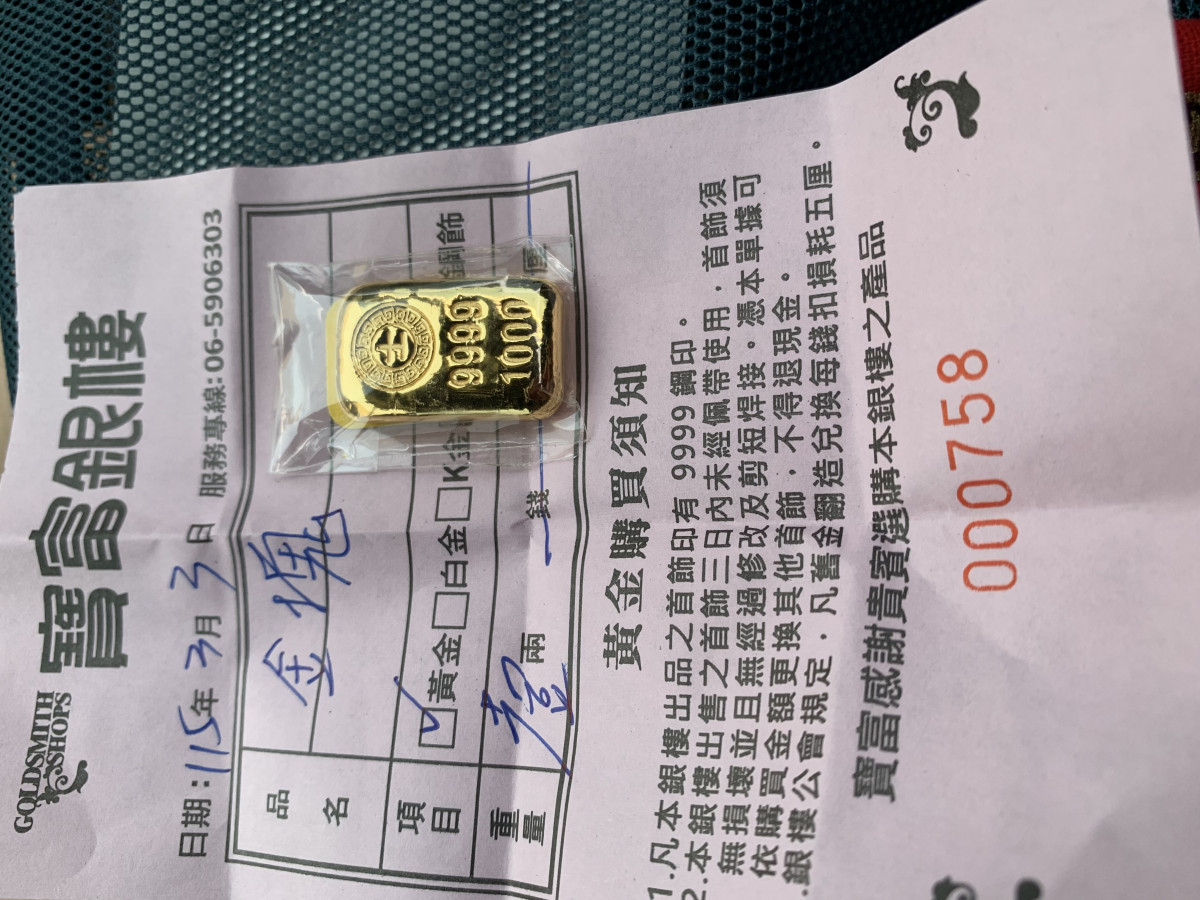 GOLDSMITH
SHOPS
寶富銀樓
日期:115年3月3日 服務專線:06-5906303
品名 金塊
項目 ☑黃金□白金□K金 鋼飾
重量 壹兩 錢 厘
9999
1000
黃金購買須知
1.凡本銀樓出品之首飾印有 9999 鋼印。
2.本銀樓出售之首飾三日內未經佩帶使用,首飾須
無損壞並且無經過修改及剪短焊接。憑本單據可
依購買金額更換其他首飾,不得退現金。
.銀樓公會規定,凡舊金翻造兌換每錢扣損耗五厘。
寶富感謝貴賓選購本銀樓之產品
000758